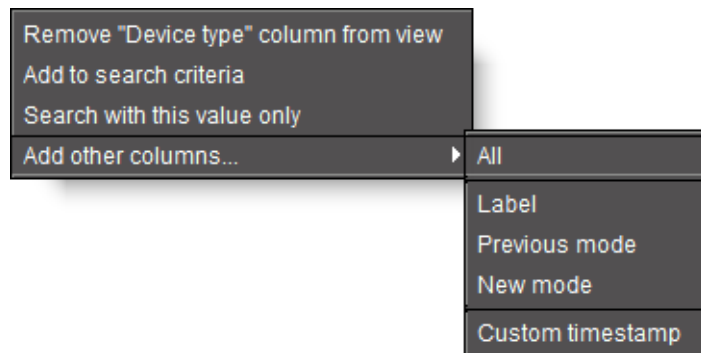 Remove "Device type" column from view
Add to search criteria
Search with this value only
Add other columns...
All
Label
Previous mode
New mode
Custom timestamp